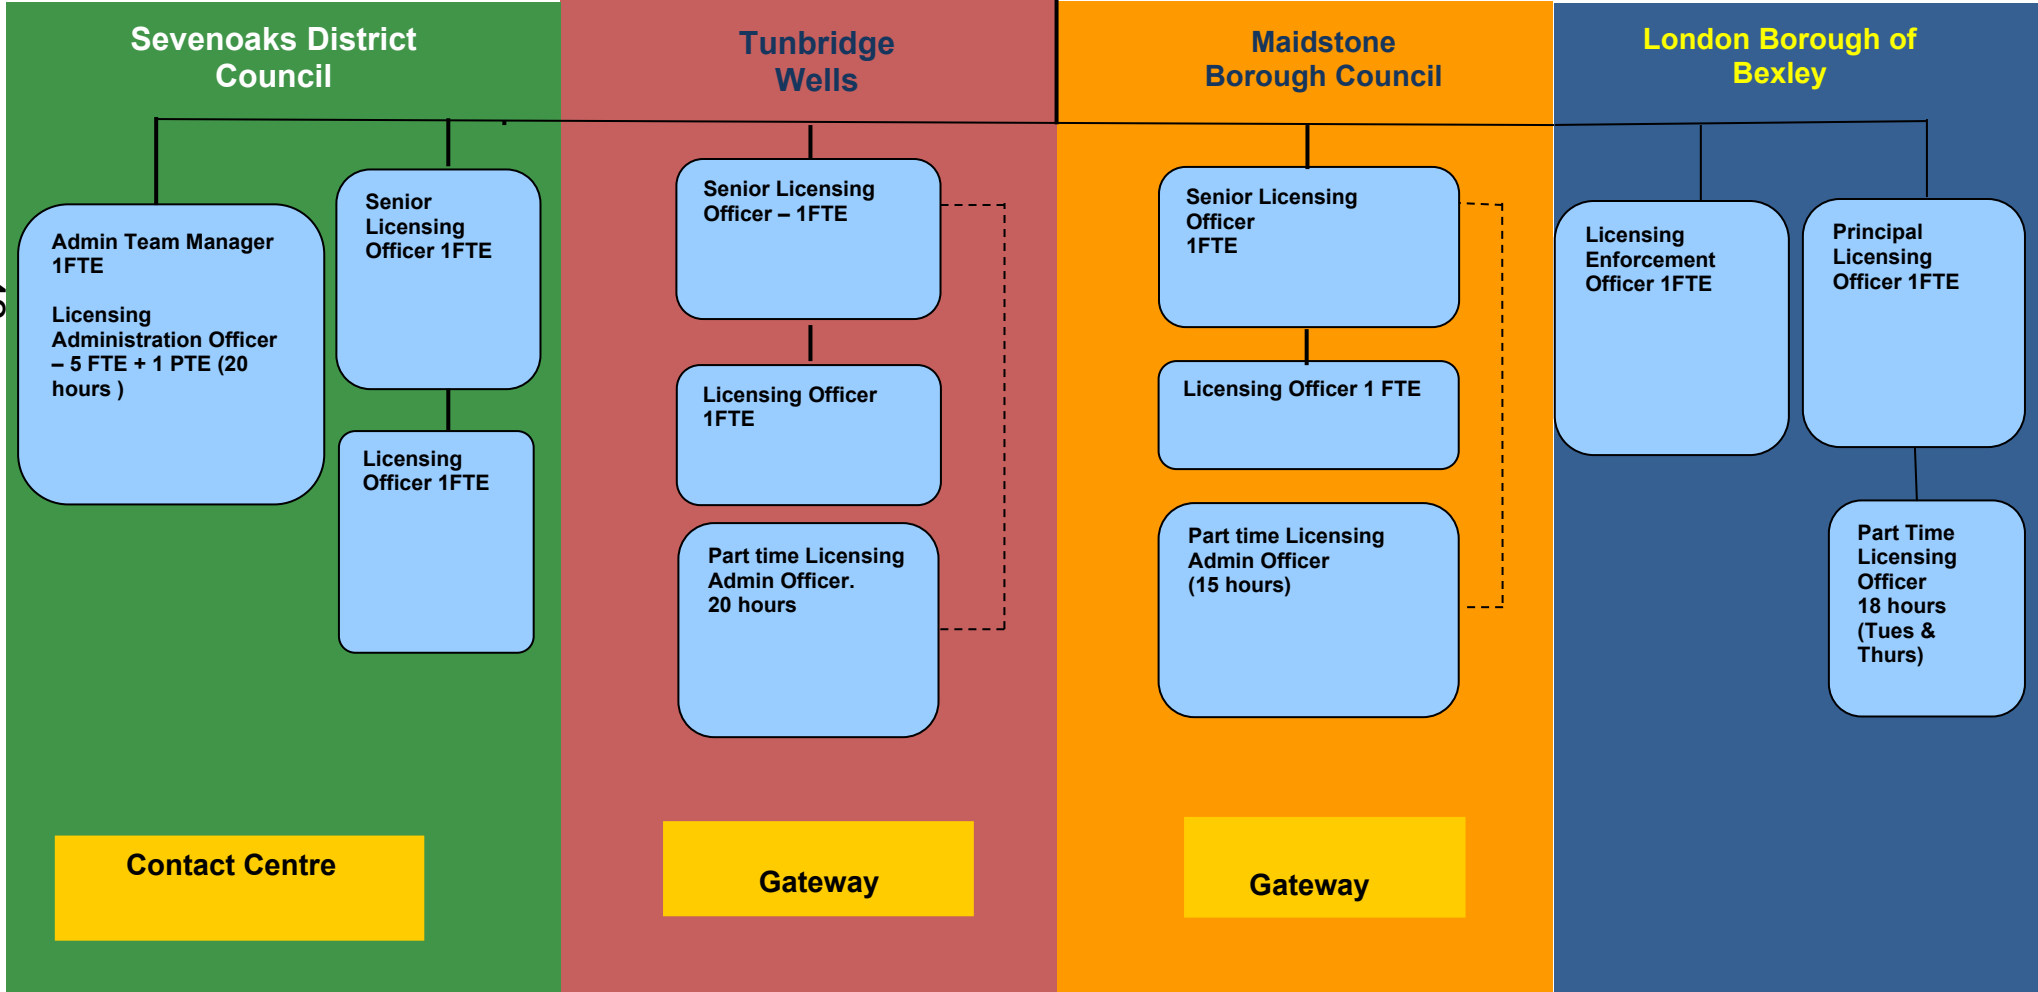 Sevenoaks District
Council
Tunbridge
Wells
Maidstone
Borough Council
London Borough of
Bexley
Admin Team Manager
1FTE
Licensing
Administration Officer
– 5 FTE + 1 PTE (20
hours )
Senior
Licensing
Officer 1FTE
Licensing
Officer 1FTE
Senior Licensing
Officer – 1FTE
Licensing Officer
1FTE
Part time Licensing
Admin Officer.
20 hours
Senior Licensing
Officer
1FTE
Licensing Officer 1 FTE
Part time Licensing
Admin Officer
(15 hours)
Licensing
Enforcement
Officer 1FTE
Principal
Licensing
Officer 1FTE
Part Time
Licensing
Officer
18 hours
(Tues &
Thurs)
Contact Centre
Gateway
Gateway